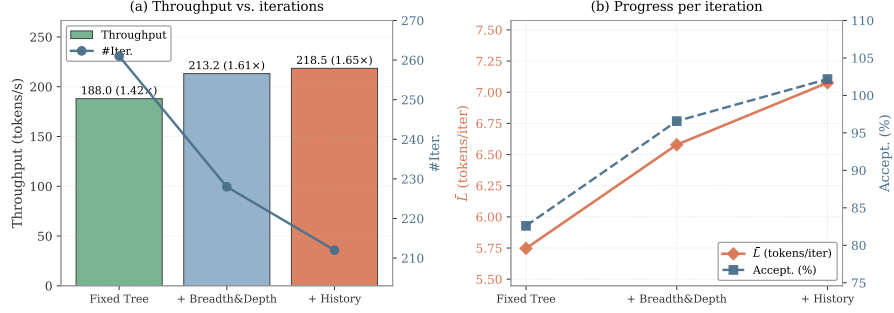 (a) Throughput vs. iterations
Throughput (tokens/s)
250
200
150
100
50
0
Throughput
#Iter.
188.0 (1.42×)
213.2 (1.61×)
218.5 (1.65×)
270
260
250
240
230
220
210
#Iter.
Fixed Tree
+ Breadth&Depth
+ History
(b) Progress per iteration
L̄ (tokens/iter)
7.50
7.25
7.00
6.75
6.50
6.25
6.00
5.75
5.50
110
105
100
95
90
85
80
75
Accept. (%)
L̄ (tokens/iter)
Accept. (%)
Fixed Tree
+ Breadth&Depth
+ History